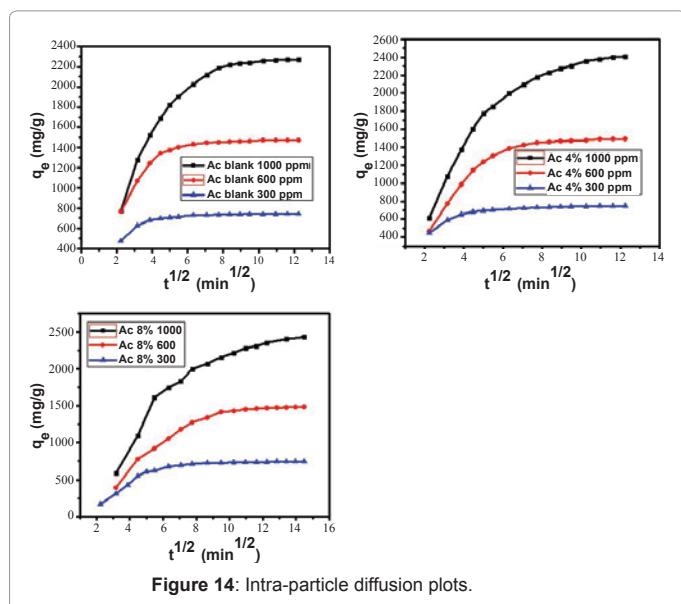 2400
2200
2000
1800
1600
1400
1200
1000
800
600
400
qe (mg/g)
Ac blank 1000 ppm
Ac blank 600 ppm
Ac blank 300 ppm
0 2 4 6 8 10 12 14
t1/2 (min1/2)
2600
2400
2200
2000
1800
1600
1400
1200
1000
800
600
400
qe (mg/g)
Ac 4% 1000 ppm
Ac 4% 600 ppm
Ac 4% 300 ppm
0 2 4 6 8 10 12 14
t1/2 (min1/2)
2500
2000
1500
1000
500
0
qe (mg/g)
Ac 8% 1000
Ac 8% 600
Ac 8% 300
2 4 6 8 10 12 14 16
t1/2 (min1/2)
Figure 14: Intra-particle diffusion plots.